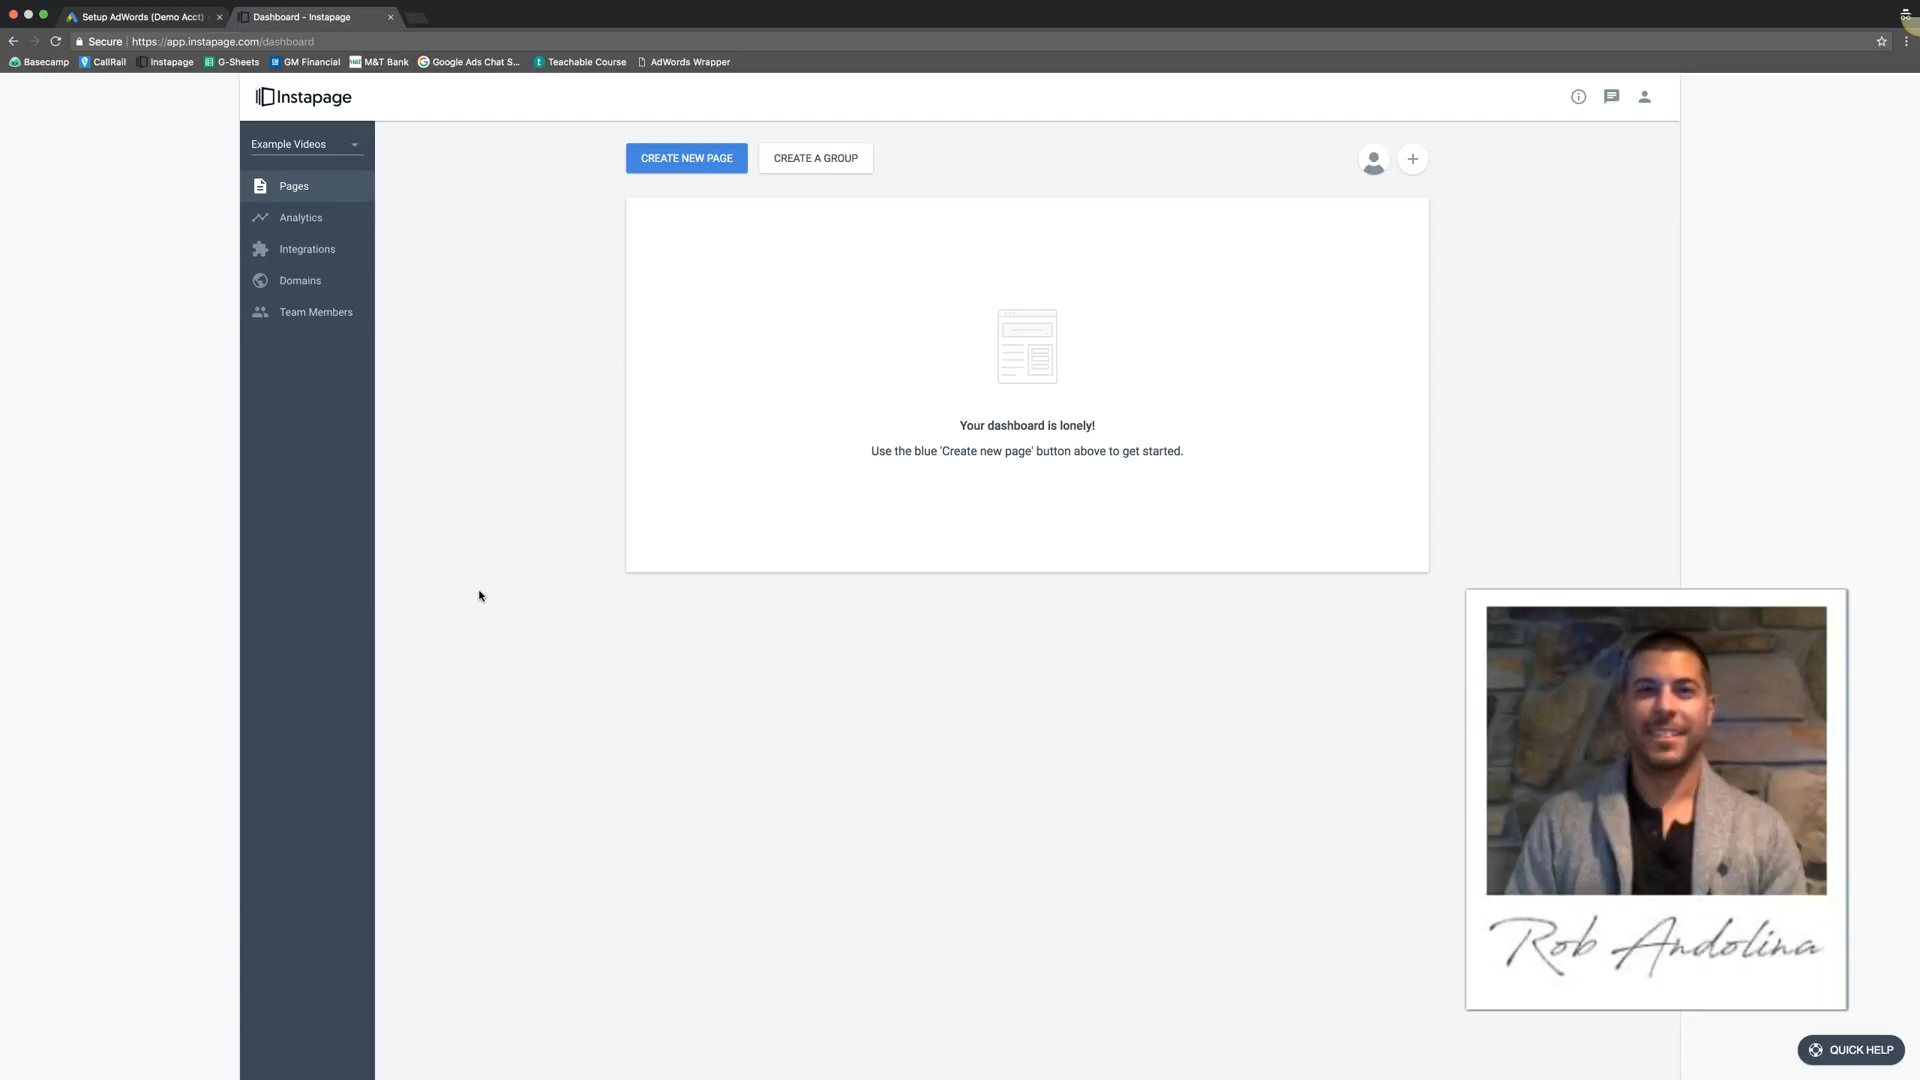 Setup AdWords (Demo Acct)
Dashboard - Instapage
Secure https://app.instapage.com/dashboard
Basecamp CallRail Instapage G-Sheets GM Financial M&T Bank Google Ads Chat S... Teachable Course AdWords Wrapper
Instapage
Example Videos
CREATE NEW PAGE
CREATE A GROUP
Pages
Analytics
Integrations
Domains
Team Members
Your dashboard is lonely!
Use the blue 'Create new page' button above to get started.
Rob Andolina
QUICK HELP